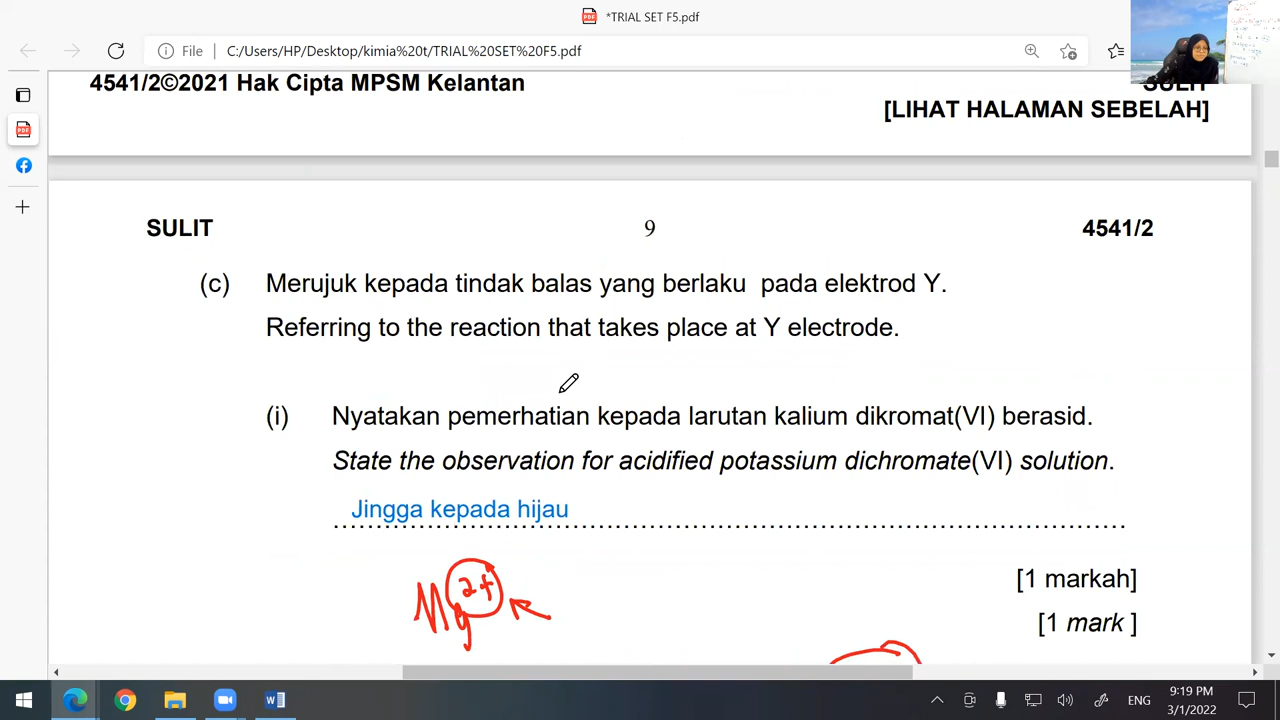 *TRIAL SET F5.pdf
File C:/Users/HP/Desktop/kimia%20t/TRIAL%20SET%20F5.pdf
4541/2©2021 Hak Cipta MPSM Kelantan
SULIT
[LIHAT HALAMAN SEBELAH]
SULIT 9 4541/2
(c) Merujuk kepada tindak balas yang berlaku pada elektrod Y.
Referring to the reaction that takes place at Y electrode.
(i) Nyatakan pemerhatian kepada larutan kalium dikromat(VI) berasid.
State the observation for acidified potassium dichromate(VI) solution.
Jingga kepada hijau
Mg2+
[1 markah]
[1 mark ]
ENG
9:19 PM
3/1/2022